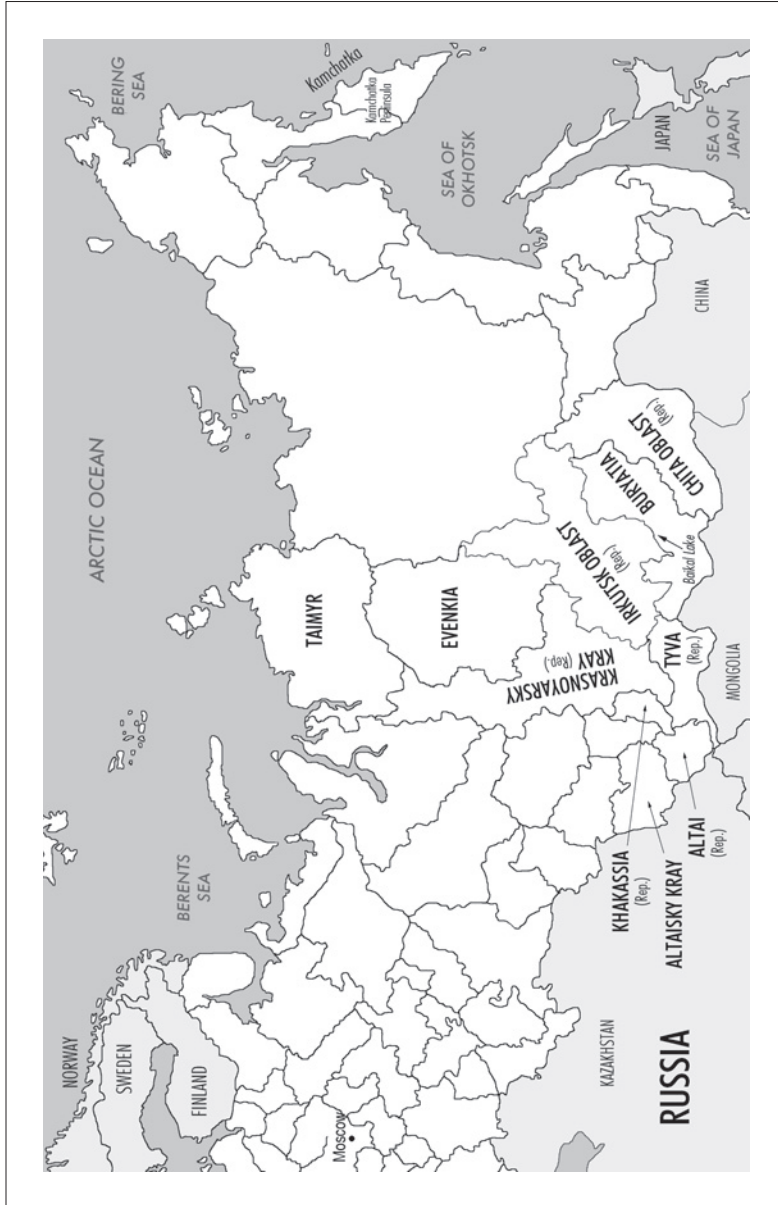 BERING
SEA
Kamchatka
Kamchatka
Peninsula
SEA OF
OKHOTSK
JAPAN
SEA OF
JAPAN
ARCTIC OCEAN
CHINA
CHITA OBLAST
(Rep.)
BURYATIA
IRKUTSK OBLAST
(Rep.)
Baikal Lake
TAIMYR
EVENKIA
KRASNOYARSKY
KRAY (Rep.)
TYVA
(Rep.)
MONGOLIA
BERENTS
SEA
KHAKASSIA
(Rep.)
ALTAISKY KRAY
ALTAI
(Rep.)
NORWAY
SWEDEN
FINLAND
Moscow
KAZAKHSTAN
RUSSIA